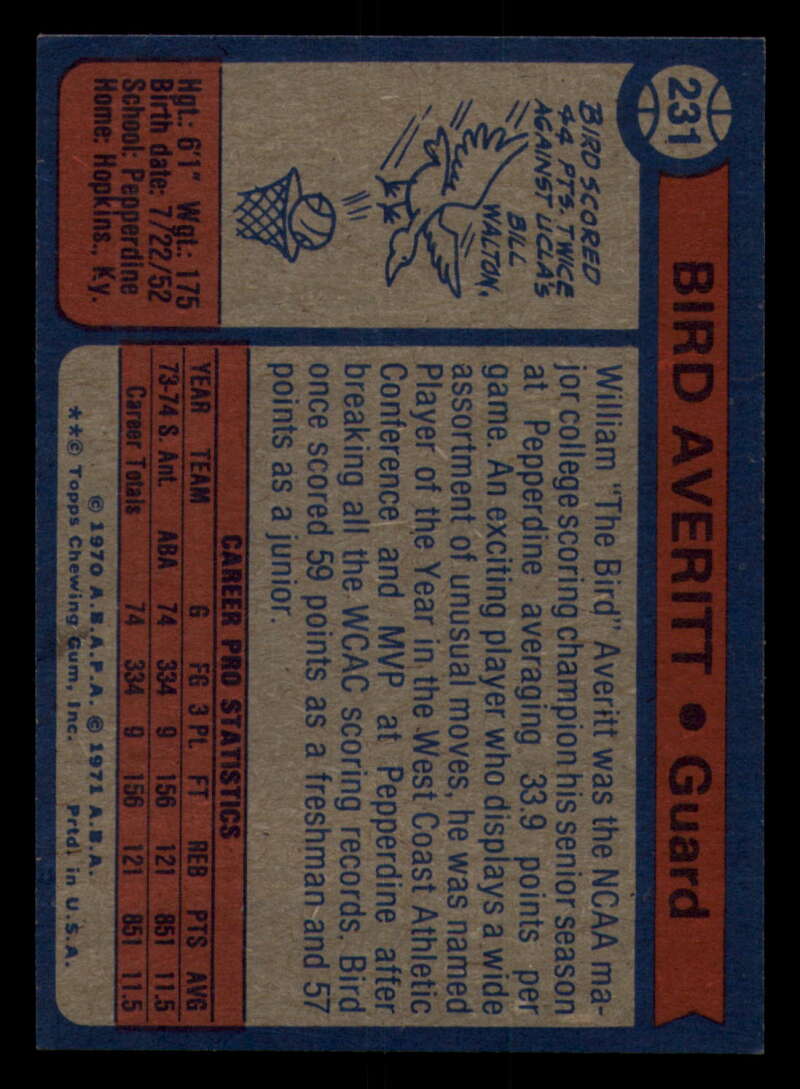 231
BIRD AVERITT • Guard
BIRD SCORED
44 PTS. TWICE
AGAINST UCLA'S
BILL
WALTON.
Hgt.: 6'1" Wgt.: 175
Birth date: 7/22/52
School: Pepperdine
Home: Hopkins., Ky.
William "The Bird" Averitt was the NCAA ma-
jor college scoring champion his senior season
at Pepperdine averaging 33.9 points per
game. An exciting player who displays a wide
assortment of unusual moves, he was named
Player of the Year in the West Coast Athletic
Conference and MVP at Pepperdine after
breaking all the WCAC scoring records. Bird
once scored 59 points as a freshman and 57
points as a junior.
CAREER PRO STATISTICS
YEAR TEAM G FG 3 Pt. FT REB PTS AVG
73-74 S. Ant. ABA 74 334 9 156 121 851 11.5
Career Totals 74 334 9 156 121 851 11.5
© 1970 A.B.A.P.A. © 1971 A.B.A.
**© Topps Chewing Gum, Inc. Prtd. in U.S.A.